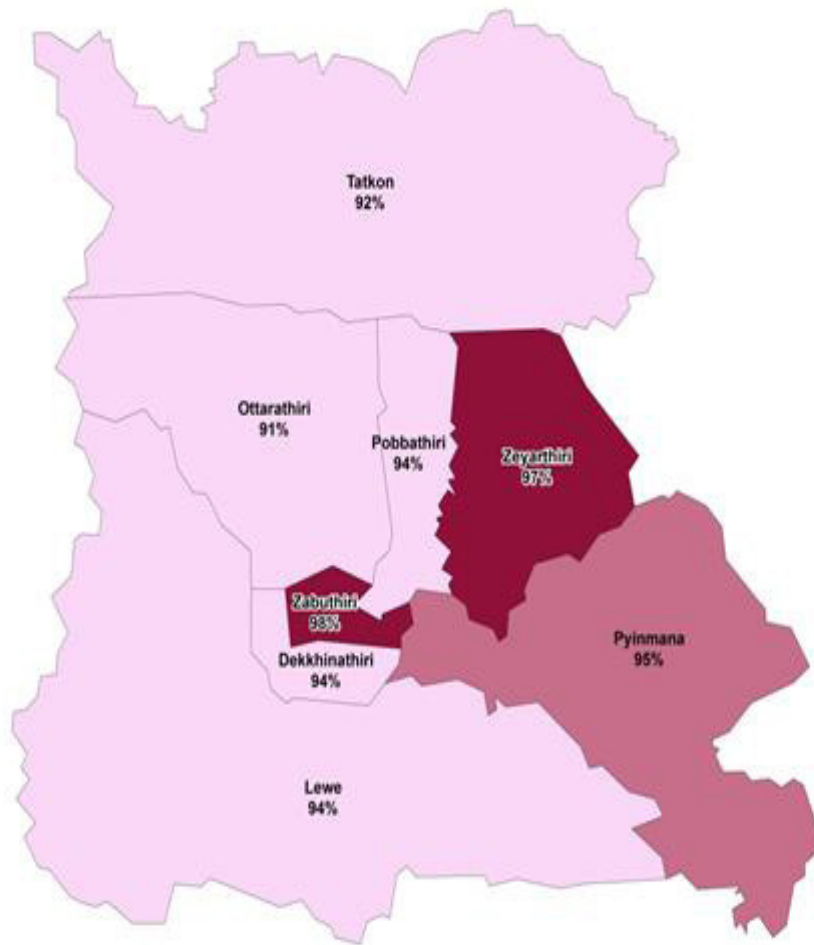 Tatkon
92%
Ottarathiri
91%
Pobbathiri
94%
Zeyarthiri
97%
Zabuthiri
98%
Dekkhinathiri
94%
Pyinmana
95%
Lewe
94%